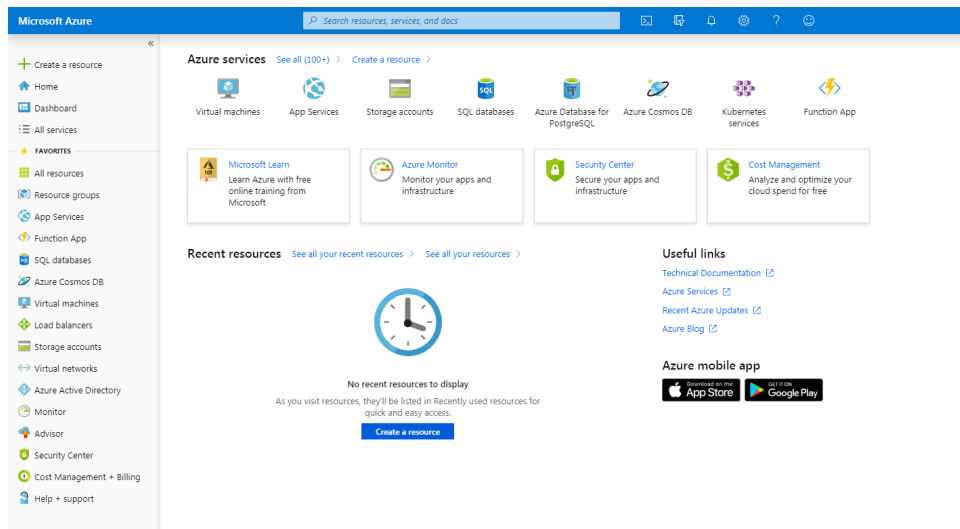 Microsoft Azure
Search resources, services, and docs
Create a resource
Home
Dashboard
All services
FAVORITES
All resources
Resource groups
App Services
Function App
SQL databases
Azure Cosmos DB
Virtual machines
Load balancers
Storage accounts
Virtual networks
Azure Active Directory
Monitor
Advisor
Security Center
Cost Management + Billing
Help + support
Azure services See all (100+) > Create a resource >
Virtual machines
App Services
Storage accounts
SQL
SQL databases
Azure Database for
PostgreSQL
Azure Cosmos DB
Kubernetes
services
Function App
101
Microsoft Learn
Learn Azure with free
online training from
Microsoft
Azure Monitor
Monitor your apps and
infrastructure
Security Center
Secure your apps and
infrastructure
Cost Management
Analyze and optimize your
cloud spend for free
Recent resources See all your recent resources > See all your resources >
No recent resources to display
As you visit resources, they'll be listed in Recently used resources for
quick and easy access.
Create a resource
Useful links
Technical Documentation
Azure Services
Recent Azure Updates
Azure Blog
Azure mobile app
Download on the
App Store
GET IT ON
Google Play